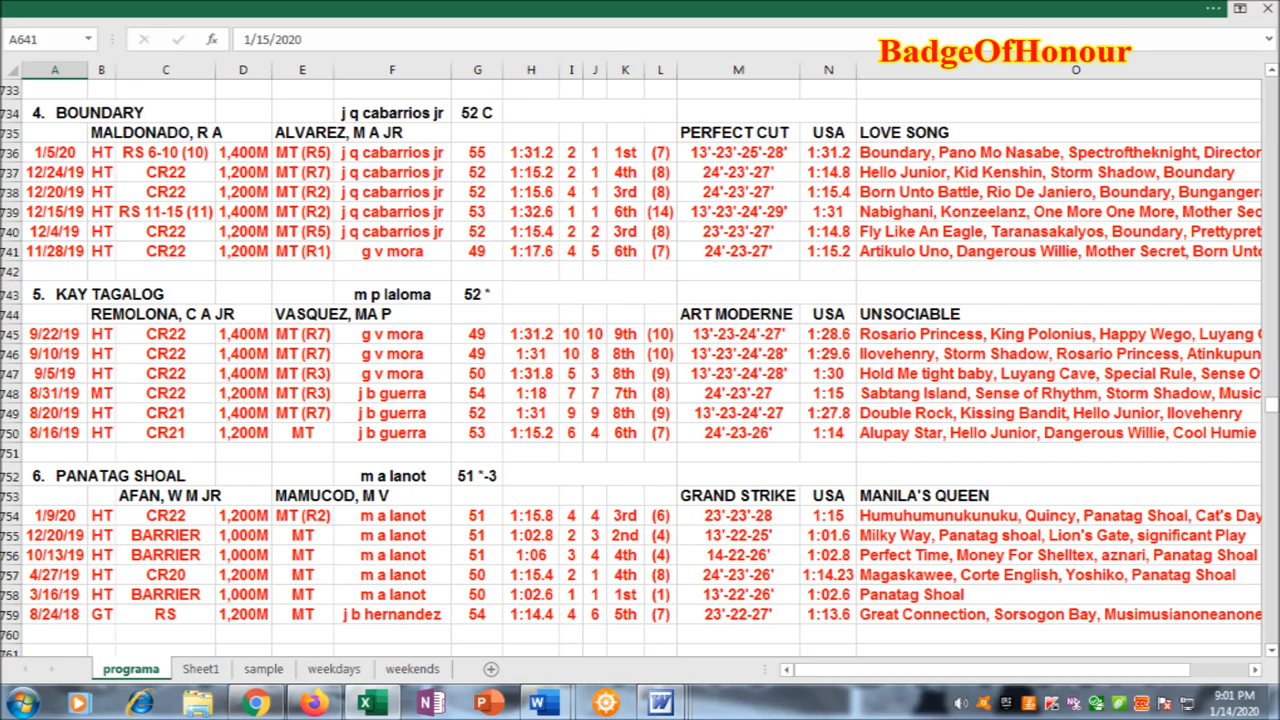 A641 fx 1/15/2020
BadgeOfHonour
A B C D E F G H I J K L M N O
733
734 4. BOUNDARY j q cabarrios jr 52 C
735 MALDONADO, R A ALVAREZ, M A JR PERFECT CUT USA LOVE SONG
736 1/5/20 HT RS 6-10 (10) 1,400M MT (R5) j q cabarrios jr 55 1:31.2 2 1 1st (7) 13'-23'-25'-28' 1:31.2 Boundary, Pano Mo Nasabe, Spectroftheknight, Director
737 12/24/19 HT CR22 1,200M MT (R7) j q cabarrios jr 52 1:15.2 2 1 4th (8) 24'-23-27' 1:14.8 Hello Junior, Kid Kenshin, Storm Shadow, Boundary
738 12/20/19 HT CR22 1,200M MT (R2) j q cabarrios jr 52 1:15.6 4 1 3rd (8) 24'-23-27' 1:15.4 Born Unto Battle, Rio De Janiero, Boundary, Bunganger
739 12/15/19 HT RS 11-15 (11) 1,400M MT (R2) j q cabarrios jr 53 1:32.6 1 1 6th (14) 13'-23'-24-29' 1:31 Nabighani, Konzeelanz, One More One More, Mother Sec
740 12/4/19 HT CR22 1,200M MT (R5) j q cabarrios jr 52 1:15.4 2 2 3rd (8) 23'-23'-27' 1:14.8 Fly Like An Eagle, Taranasakalyos, Boundary, Prettypret
741 11/28/19 HT CR22 1,200M MT (R1) g v mora 49 1:17.6 4 5 6th (7) 24'-23-27' 1:15.2 Artikulo Uno, Dangerous Willie, Mother Secret, Born Unto
742
743 5. KAY TAGALOG m p laloma 52 *
744 REMOLONA, C A JR VASQUEZ, MA P ART MODERNE USA UNSOCIABLE
745 9/22/19 HT CR22 1,400M MT (R7) g v mora 49 1:31.2 10 10 9th (10) 13'-23'-24'-27' 1:28.6 Rosario Princess, King Polonius, Happy Wego, Luyang
746 9/10/19 HT CR22 1,400M MT (R7) g v mora 49 1:31 10 8 8th (10) 13'-23'-24'-28' 1:29.6 Ilovehenry, Storm Shadow, Rosario Princess, Atinkupun
747 9/5/19 HT CR22 1,400M MT (R3) g v mora 50 1:31.8 5 3 8th (9) 13'-23'-24'-28' 1:30 Hold Me tight baby, Luyang Cave, Special Rule, Sense O
748 8/31/19 MT CR22 1,200M MT (R3) j b guerra 54 1:18 7 7 7th (8) 24'-23-27' 1:15 Sabtang Island, Sense of Rhythm, Storm Shadow, Music
749 8/20/19 HT CR21 1,400M MT (R7) j b guerra 52 1:31 9 9 8th (9) 13'-23-24'-27 1:27.8 Double Rock, Kissing Bandit, Hello Junior, Ilovehenry
750 8/16/19 HT CR21 1,200M MT j b guerra 53 1:15.2 6 4 6th (7) 24'-23-26' 1:14 Alupay Star, Hello Junior, Dangerous Willie, Cool Humie
751
752 6. PANATAG SHOAL m a lanot 51 *-3
753 AFAN, W M JR MAMUCOD, M V GRAND STRIKE USA MANILA'S QUEEN
754 1/9/20 HT CR22 1,200M MT (R2) m a lanot 51 1:15.8 4 4 3rd (6) 23'-23'-28 1:15 Humuhumunukunuku, Quincy, Panatag Shoal, Cat's Day
755 12/20/19 HT BARRIER 1,000M MT m a lanot 51 1:02.8 2 3 2nd (4) 13'-22-25' 1:01.6 Milky Way, Panatag shoal, Lion's Gate, significant Play
756 10/13/19 HT BARRIER 1,000M MT m a lanot 51 1:06 3 4 4th (4) 14-22-26' 1:02.8 Perfect Time, Money For Shelltex, aznari, Panatag Shoal
757 4/27/19 HT CR20 1,200M MT m a lanot 50 1:15.4 2 1 4th (8) 24'-23'-26' 1:14.23 Magaskawee, Corte English, Yoshiko, Panatag Shoal
758 3/16/19 HT BARRIER 1,000M MT m a lanot 50 1:02.6 1 1 1st (1) 13'-22'-26' 1:02.6 Panatag Shoal
759 8/24/18 GT RS 1,200M MT j b hernandez 54 1:14.4 4 6 5th (7) 23'-22-27' 1:13.6 Great Connection, Sorsogon Bay, Musimusianoneanone
760
761
programa Sheet1 sample weekdays weekends
9:01 PM
1/14/2020